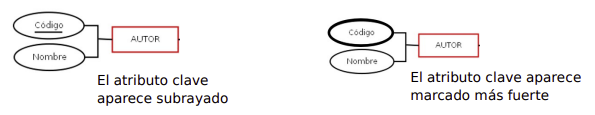 Código
AUTOR
Nombre
El atributo clave
aparece subrayado
Código
AUTOR
Nombre
El atributo clave aparece
marcado más fuerte